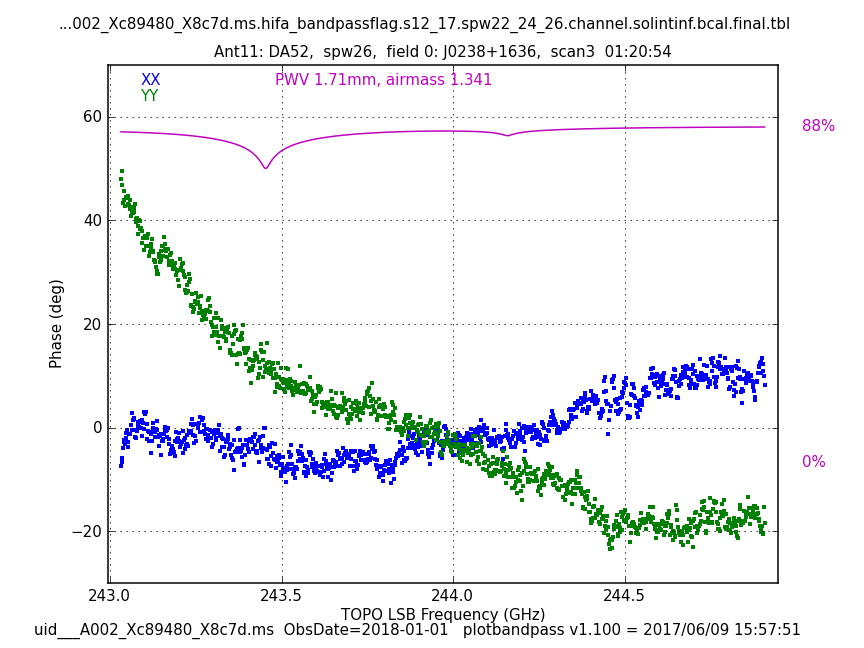 ...002_Xc89480_X8c7d.ms.hifa_bandpassflag.s12_17.spw22_24_26.channel.solintinf.bcal.final.tbl
Ant11: DA52, spw26, field 0: J0238+1636, scan3 01:20:54
XX
PWV 1.71mm, airmass 1.341
YY
60
88%
40
20
Phase (deg)
0
0%
−20
243.0
243.5
244.0
244.5
TOPO LSB Frequency (GHz)
uid___A002_Xc89480_X8c7d.ms ObsDate=2018-01-01 plotbandpass v1.100 = 2017/06/09 15:57:51